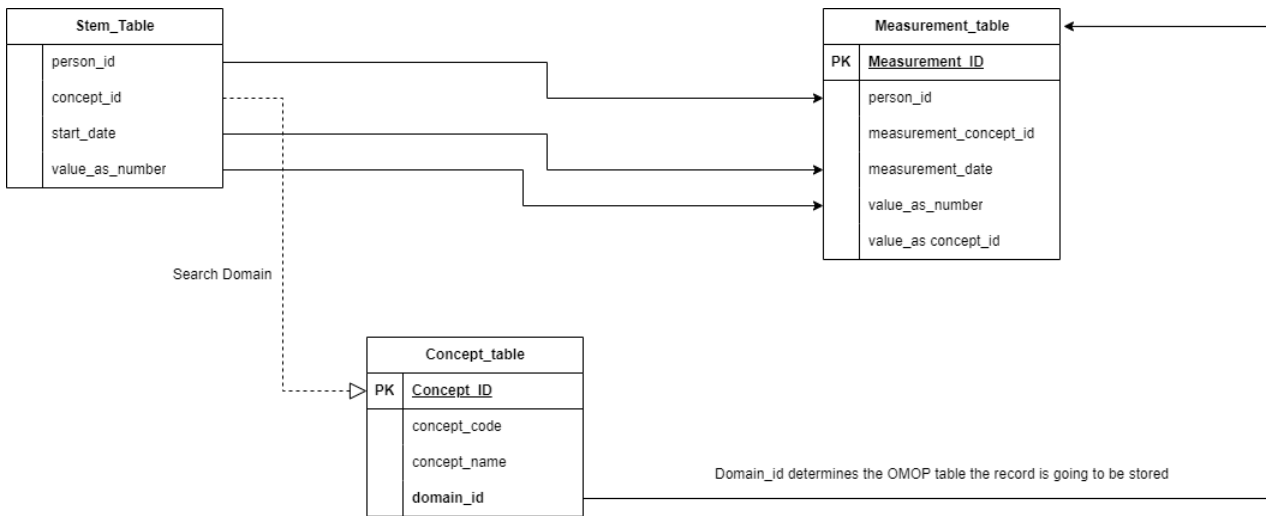 Stem_Table
person_id
concept_id
start_date
value_as_number
Measurement_table
PK Measurement_ID
person_id
measurement_concept_id
measurement_date
value_as_number
value_as concept_id
Search Domain
Concept_table
PK Concept_ID
concept_code
concept_name
domain_id
Domain_id determines the OMOP table the record is going to be stored